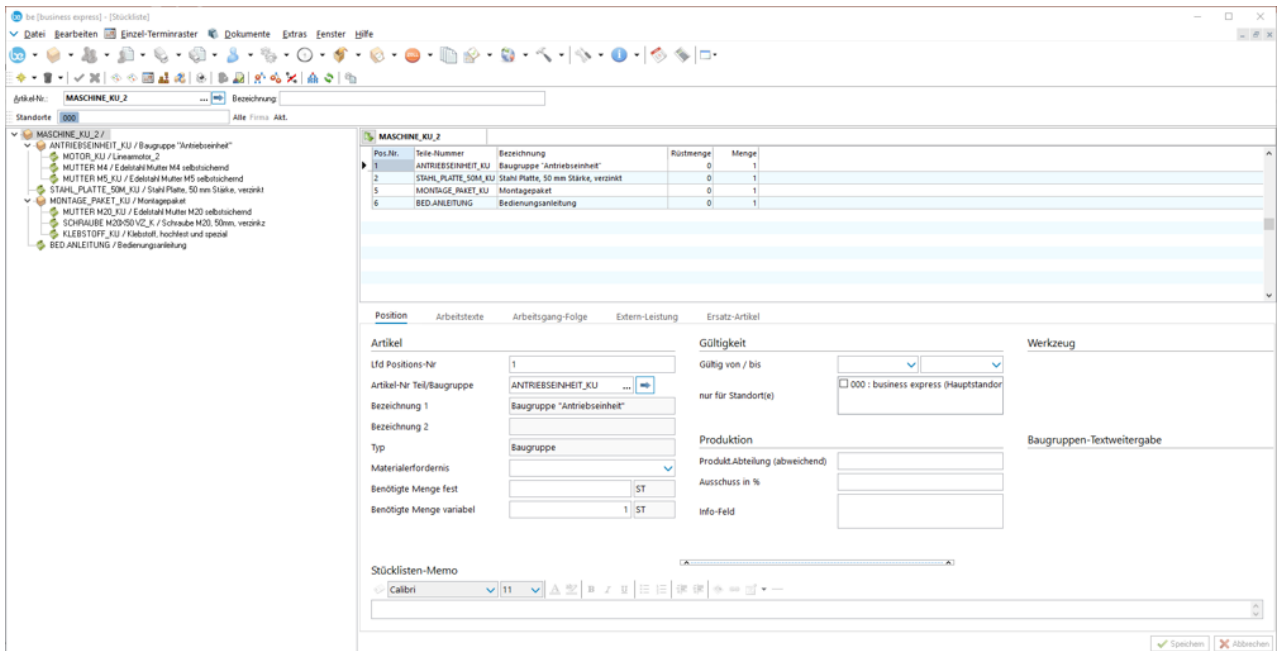 be [business express] - [Stückliste]
Datei Bearbeiten Einzel-Terminraster Dokumente Extras Fenster Hilfe
Artikel-Nr.: MASCHINE_KU_2 ... Bezeichnung:
Standorte 000 Alle Firma Akt.
MASCHINE_KU_2 /
ANTRIEBSEINHEIT_KU / Baugruppe "Antriebseinheit"
MOTOR_KU / Linearmotor_2
MUTTER M4 / Edelstahl Mutter M4 selbstsichernd
MUTTER M5_KU / Edelstahl Mutter M5 selbstsichernd
STAHL_PLATTE_50M_KU / Stahl Platte, 50 mm Stärke, verzinkt
MONTAGE_PAKET_KU / Montagepaket
MUTTER M20_KU / Edelstahl Mutter M20 selbstsichernd
SCHRAUBE M20X50 VZ_K / Schraube M20, 50mm, verzinkz
KLEBSTOFF_KU / Klebstoff, hochfest und spezial
BED.ANLEITUNG / Bedienungsanleitung
MASCHINE_KU_2
Pos.Nr. Teile-Nummer Bezeichnung Rüstmenge Menge
1 ANTRIEBSEINHEIT_KU Baugruppe "Antriebseinheit" 0 1
2 STAHL_PLATTE_50M_KU Stahl Platte, 50 mm Stärke, verzinkt 0 1
5 MONTAGE_PAKET_KU Montagepaket 0 1
6 BED.ANLEITUNG Bedienungsanleitung 0 1
Position Arbeitstexte Arbeitsgang-Folge Extern-Leistung Ersatz-Artikel
Artikel
Lfd Positions-Nr 1
Artikel-Nr Teil/Baugruppe ANTRIEBSEINHEIT_KU ...
Bezeichnung 1 Baugruppe "Antriebseinheit"
Bezeichnung 2
Typ Baugruppe
Materialerfordernis
Benötigte Menge fest ST
Benötigte Menge variabel 1 ST
Gültigkeit
Gültig von / bis
nur für Standort(e) 000 : business express (Hauptstandor
Produktion
Produkt.Abteilung (abweichend)
Ausschuss in %
Info-Feld
Werkzeug
Baugruppen-Textweitergabe
Stücklisten-Memo
Calibri 11
Speichern Abbrechen